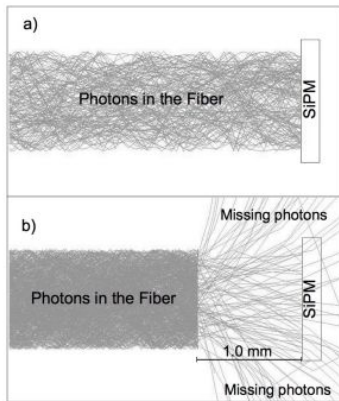 a)
Photons in the Fiber
SiPM
b)
Missing photons
Photons in the Fiber
SiPM
1.0 mm
Missing photons